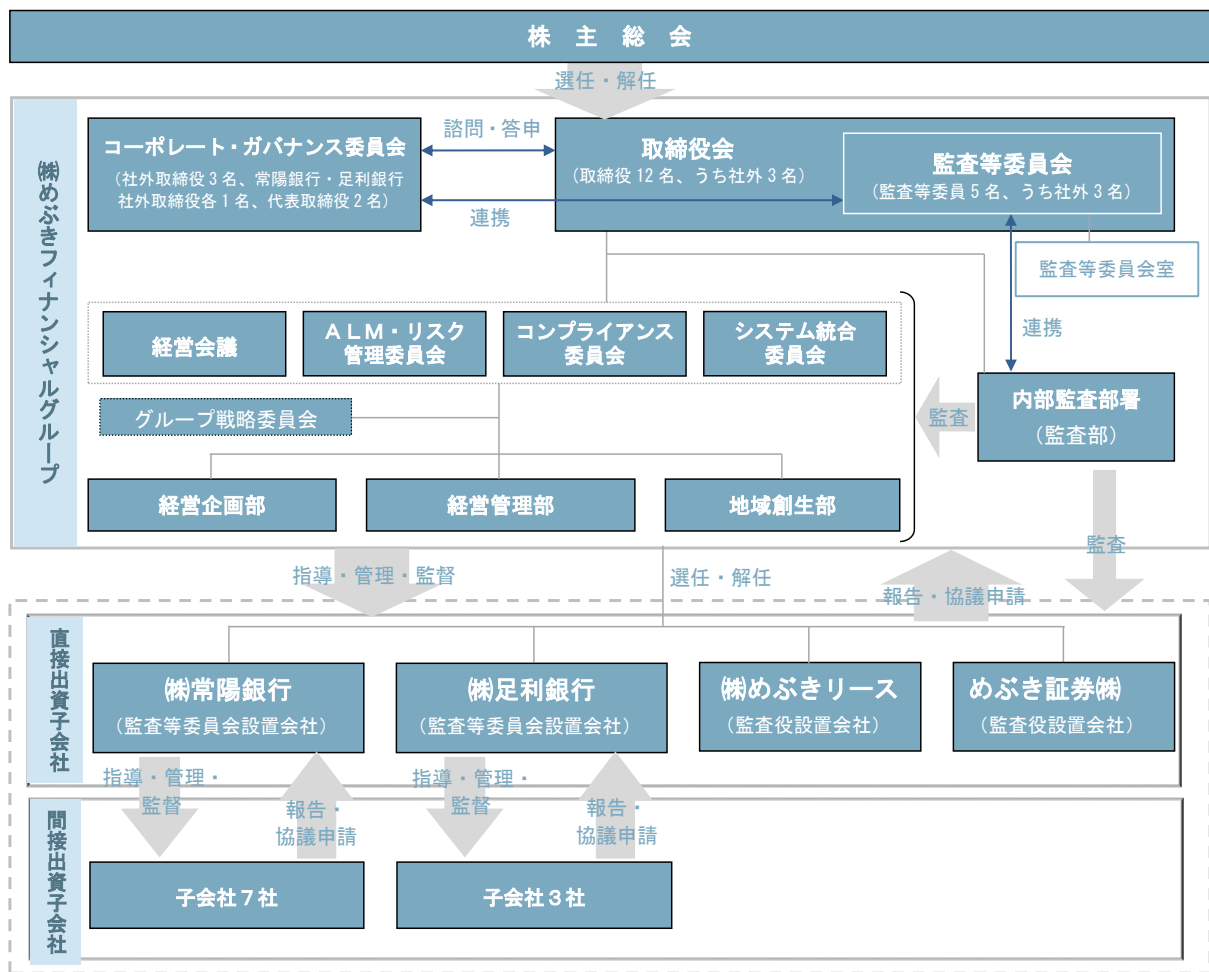 株 主 総 会
選任・解任
㈱めぶきフィナンシャルグループ
コーポレート・ガバナンス委員会
(社外取締役３名、常陽銀行・足利銀行
社外取締役各１名、代表取締役２名)
諮問・答申
連携
取締役会
(取締役 12 名、うち社外３名)
監査等委員会
(監査等委員５名、うち社外３名)
監査等委員会室
連携
経営会議
ＡＬＭ・リスク
管理委員会
コンプライアンス
委員会
システム統合
委員会
グループ戦略委員会
監査
内部監査部署
(監査部)
経営企画部
経営管理部
地域創生部
監査
指導・管理・監督
選任・解任
報告・協議申請
直接出資子会社
㈱常陽銀行
(監査等委員会設置会社)
㈱足利銀行
(監査等委員会設置会社)
㈱めぶきリース
(監査役設置会社)
めぶき証券㈱
(監査役設置会社)
指導・管理・
監督
報告・
協議申請
指導・管理・
監督
報告・
協議申請
間接出資子会社
子会社７社
子会社３社